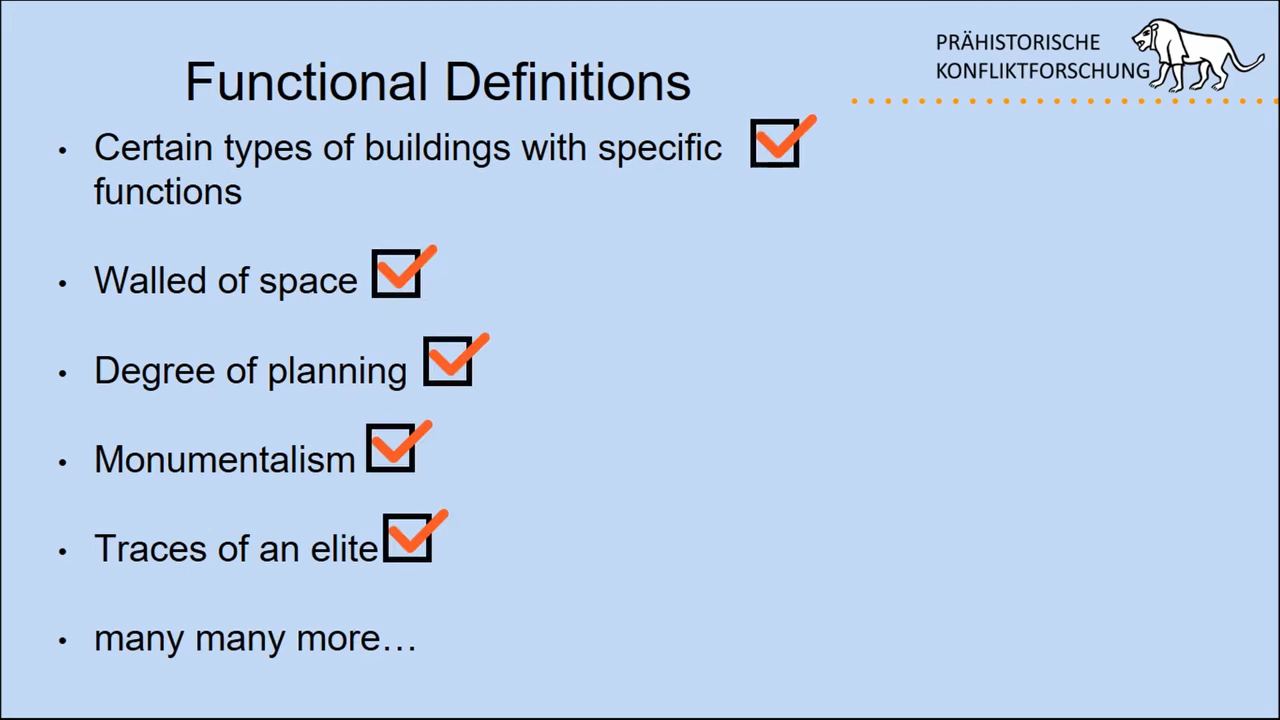 PRÄHISTORISCHE
KONFLIKTFORSCHUNG
Functional Definitions
• Certain types of buildings with specific
functions
• Walled of space
• Degree of planning
• Monumentalism
• Traces of an elite
• many many more…